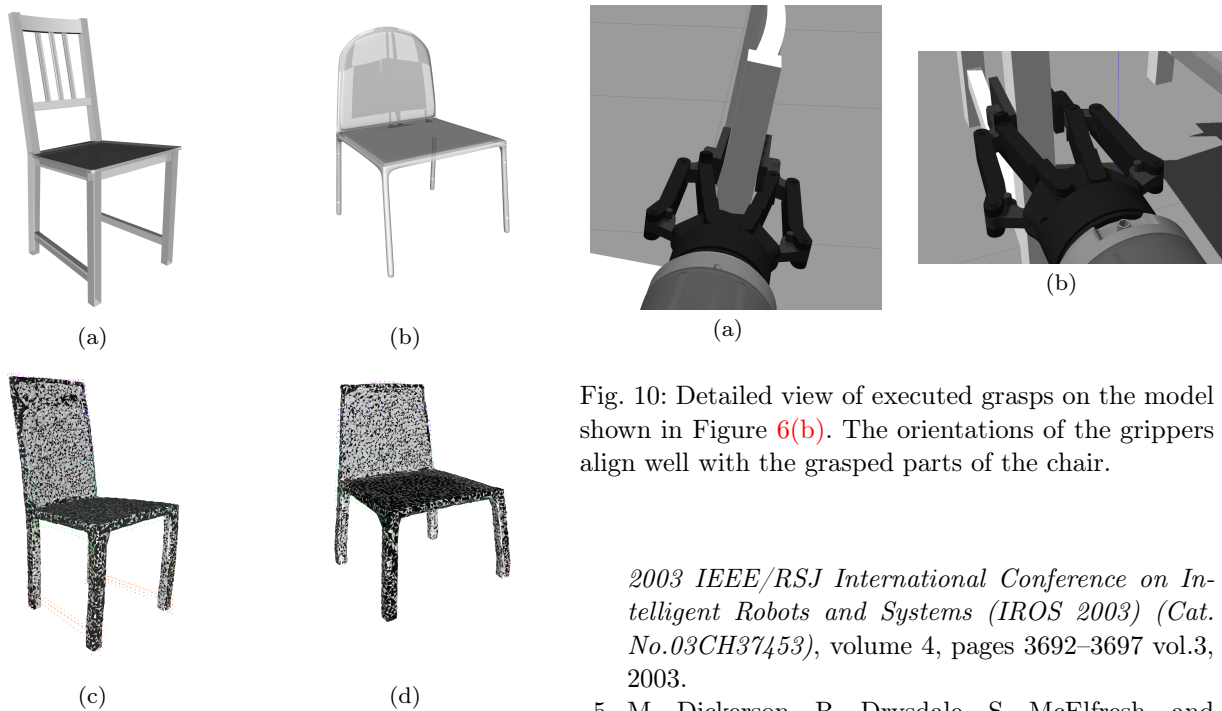 (a)
(b)
(c)
(d)
(a)
(b)
Fig. 10: Detailed view of executed grasps on the model
shown in Figure 6(b). The orientations of the grippers
align well with the grasped parts of the chair.
2003 IEEE/RSJ International Conference on In-
telligent Robots and Systems (IROS 2003) (Cat.
No.03CH37453), volume 4, pages 3692–3697 vol.3,
2003.
5. M. Dickerson, R. Drysdale, S. McElfresh, and